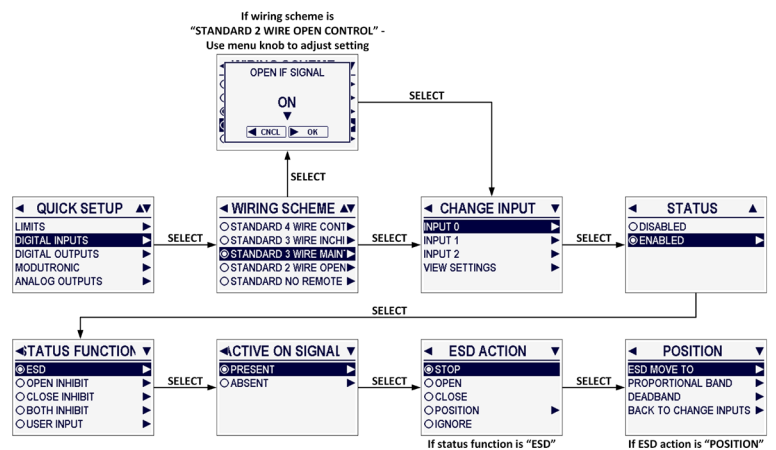 If wiring scheme is
“STANDARD 2 WIRE OPEN CONTROL” -
Use menu knob to adjust setting
OPEN IF SIGNAL
ON
CNCL OK
SELECT
SELECT
QUICK SETUP
LIMITS
DIGITAL INPUTS
DIGITAL OUTPUTS
MODUTRONIC
ANALOG OUTPUTS
SELECT
WIRING SCHEME
STANDARD 4 WIRE CONT
STANDARD 3 WIRE INCHI
STANDARD 3 WIRE MAINT
STANDARD 2 WIRE OPEN
STANDARD NO REMOTE
SELECT
CHANGE INPUT
INPUT 0
INPUT 1
INPUT 2
VIEW SETTINGS
SELECT
STATUS
DISABLED
ENABLED
SELECT
STATUS FUNCTION
ESD
OPEN INHIBIT
CLOSE INHIBIT
BOTH INHIBIT
USER INPUT
SELECT
ACTIVE ON SIGNAL
PRESENT
ABSENT
SELECT
ESD ACTION
STOP
OPEN
CLOSE
POSITION
IGNORE
If status function is “ESD”
SELECT
POSITION
ESD MOVE TO
PROPORTIONAL BAND
DEADBAND
BACK TO CHANGE INPUTS
If ESD action is “POSITION”